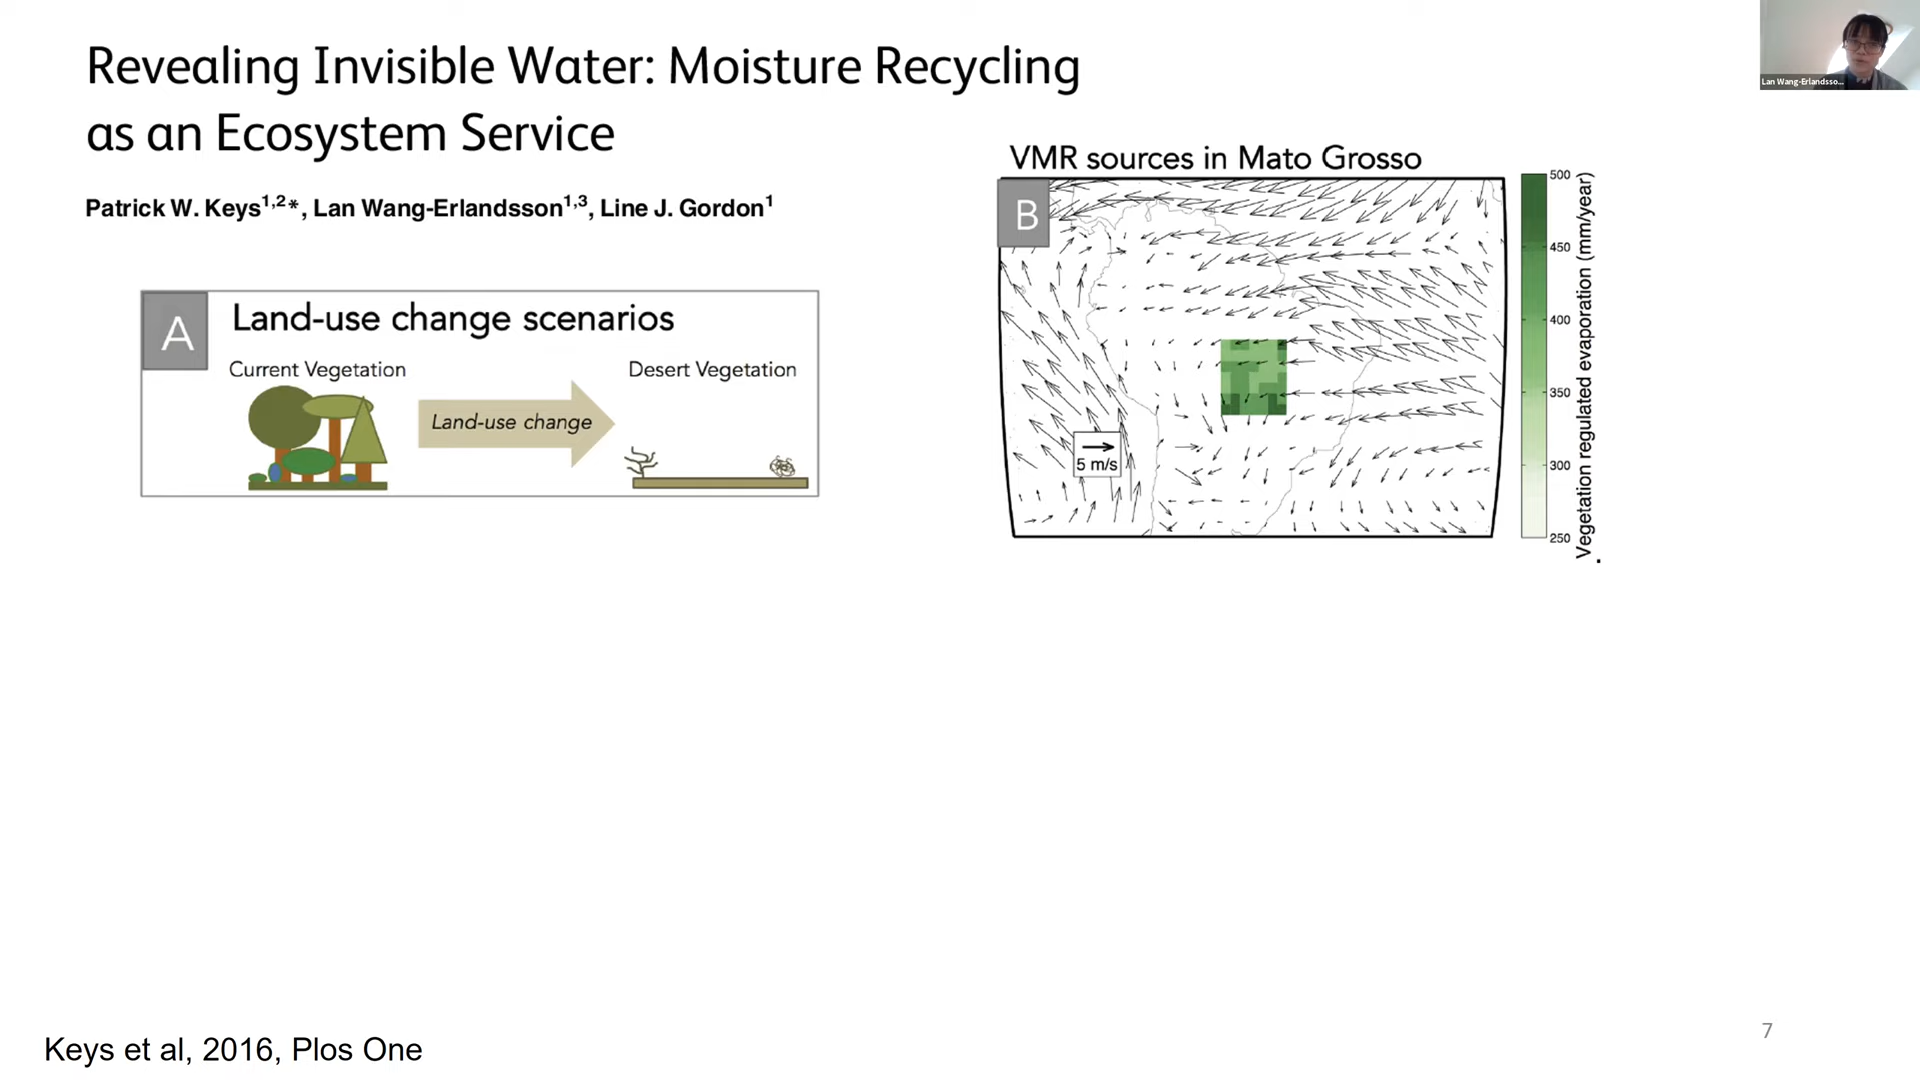 Revealing Invisible Water: Moisture Recycling
as an Ecosystem Service
Patrick W. Keys1,2*, Lan Wang-Erlandsson1,3, Line J. Gordon1
A
Land-use change scenarios
Current Vegetation
Desert Vegetation
Land-use change
VMR sources in Mato Grosso
B
5 m/s
500
450
400
350
300
250
Vegetation regulated evaporation (mm/year)
.
Lan Wang-Erlandsso...
Keys et al, 2016, Plos One
7